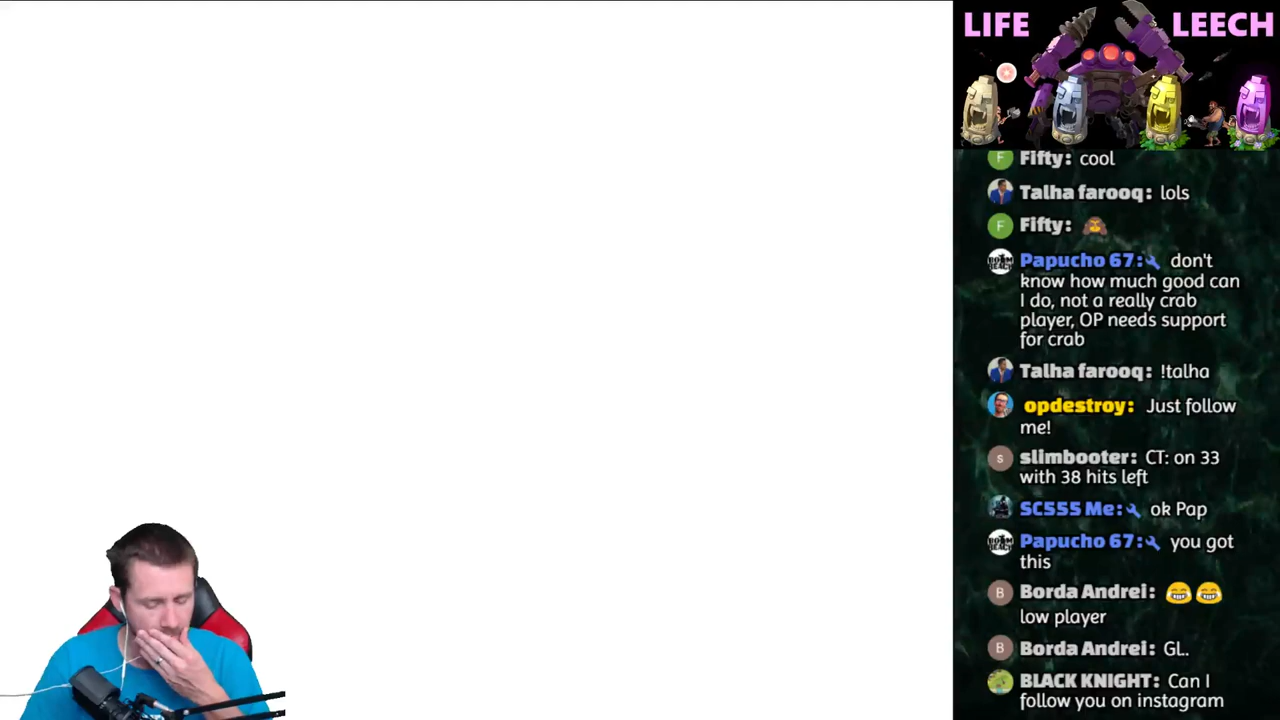 LIFE LEECH
Fifty: cool
Talha farooq: lols
Fifty:
Papucho 67: don't
know how much good can
I do, not a really crab
player, OP needs support
for crab
Talha farooq: !talha
opdestroy: Just follow
me!
slimbooter: CT: on 33
with 38 hits left
SC555 Me: ok Pap
Papucho 67: you got
this
Borda Andrei: 😂😂
low player
Borda Andrei: GL.
BLACK KNIGHT: Can I
follow you on instagram